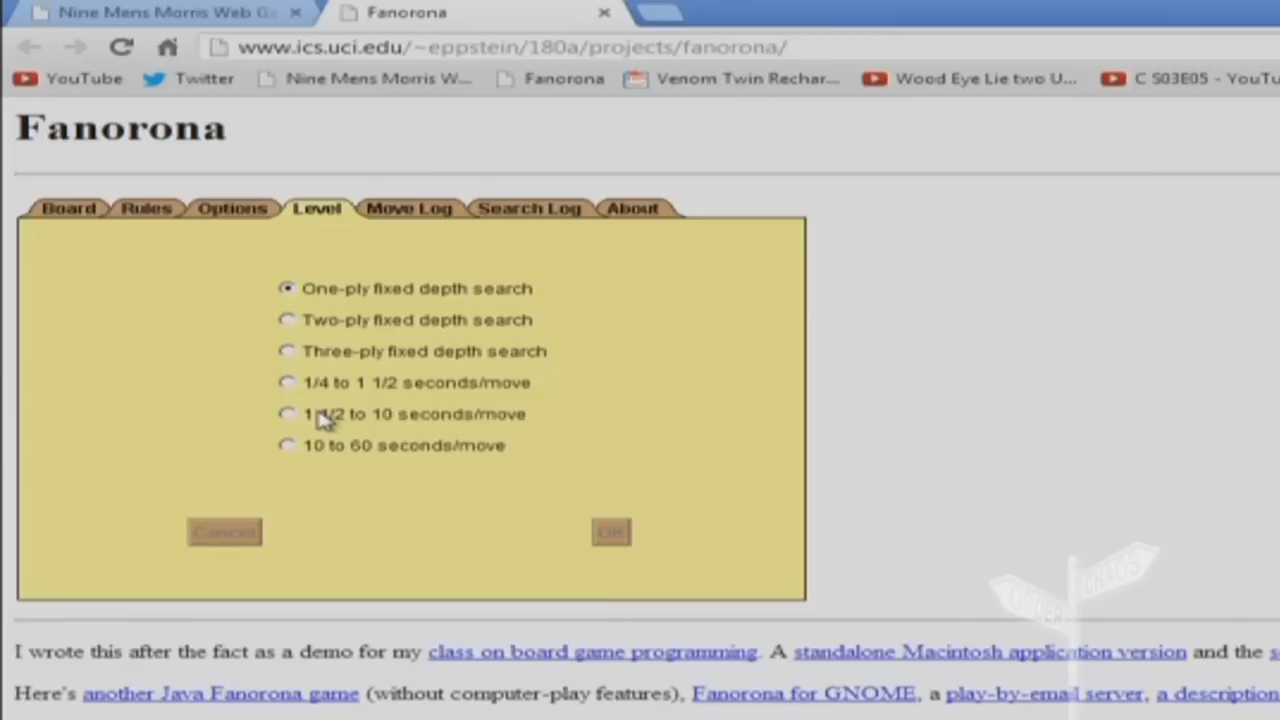 Nine Mens Morris Web Ga
Fanorona
www.ics.uci.edu/~eppstein/180a/projects/fanorona/
YouTube Twitter Nine Mens Morris W... Fanorona Venom Twin Rechar... Wood Eye Lie two U... C S03E05 - YouTu
Fanorona
Board Rules Options Level Move Log Search Log About
One-ply fixed depth search
Two-ply fixed depth search
Three-ply fixed depth search
1/4 to 1 1/2 seconds/move
1 1/2 to 10 seconds/move
10 to 60 seconds/move
Cancel OK
CHAOS
ORDER
I wrote this after the fact as a demo for my class on board game programming. A standalone Macintosh application version and the s
Here's another Java Fanorona game (without computer-play features), Fanorona for GNOME, a play-by-email server, a description